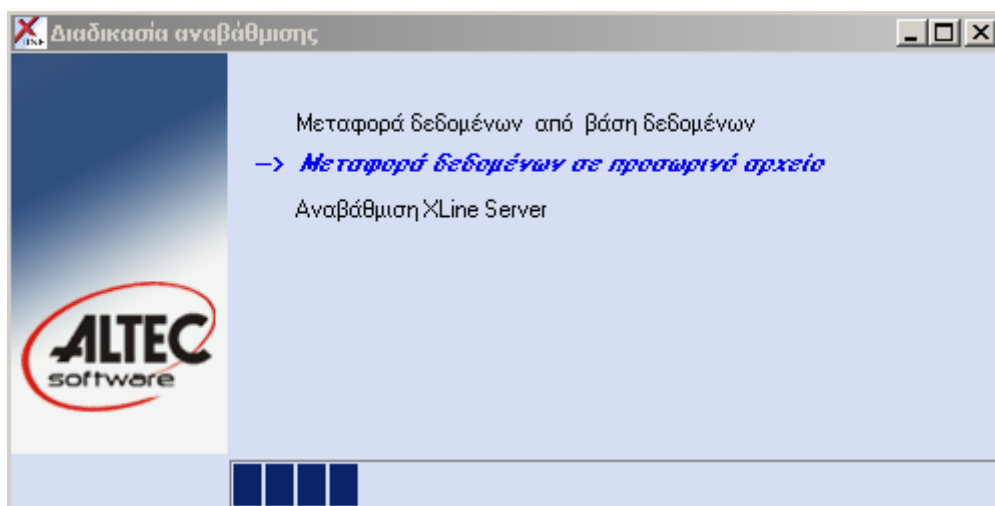 Διαδικασία αναβάθμισης
Μεταφορά δεδομένων από βάση δεδομένων
--> Μεταφορά δεδομένων σε προσωρινό αρχείο
Αναβάθμιση XLine Server
ALTEC
software